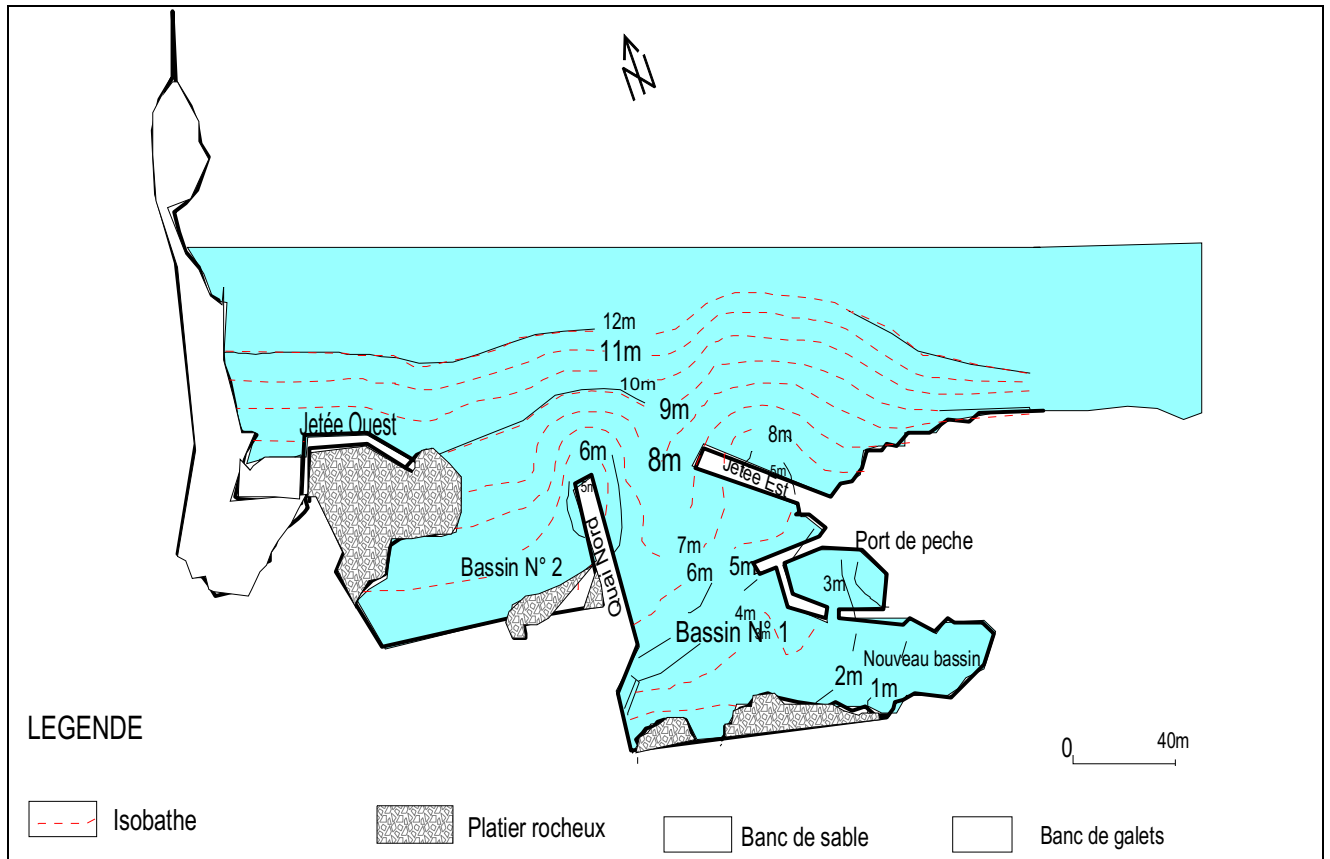 N
12m
11m
10m
9m
Jetée Ouest
8m
6m
8m
5m
5m
Jetée Est
Quai Nord
7m
Port de peche
Bassin N° 2
6m
5m
3m
4m
Bassin N° 1
Nouveau bassin
2m
1m
LEGENDE
0
40m
Isobathe
Platier rocheux
Banc de sable
Banc de galets